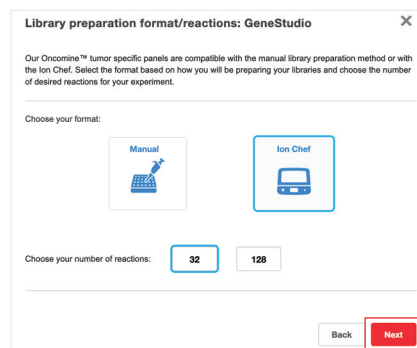 Library preparation format/reactions: GeneStudio
Our Oncomine™ tumor specific panels are compatible with the manual library preparation method or with
the Ion Chef. Select the format based on how you will be preparing your libraries and choose the number
of desired reactions for your experiment.
Choose your format:
Manual
Ion Chef
Choose your number of reactions:
32
128
Back
Next